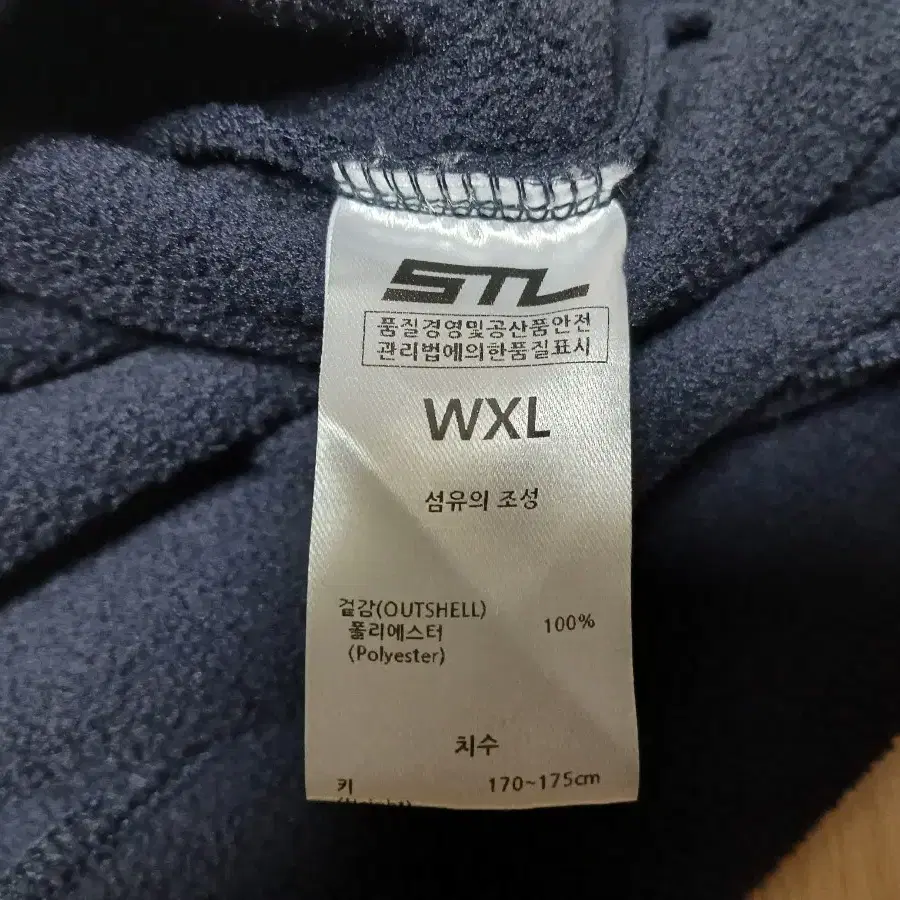 STL
품질경영및공산품안전
관리법에의한품질표시
WXL
섬유의 조성
겉감(OUTSHELL)
폴리에스터 100%
(Polyester)
치수
키 170~175cm